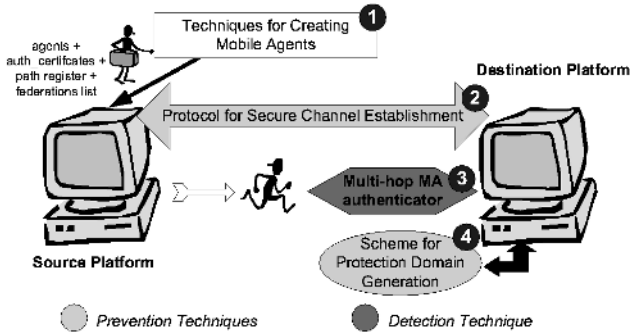 1
Techniques for Creating
Mobile Agents
agents +
auth certifcates +
path register +
federations list
Destination Platform
2
Protocol for Secure Channel Establishment
Multi-hop MA
authenticator
3
4
Scheme for
Protection Domain
Generation
Source Platform
Prevention Techniques
Detection Technique